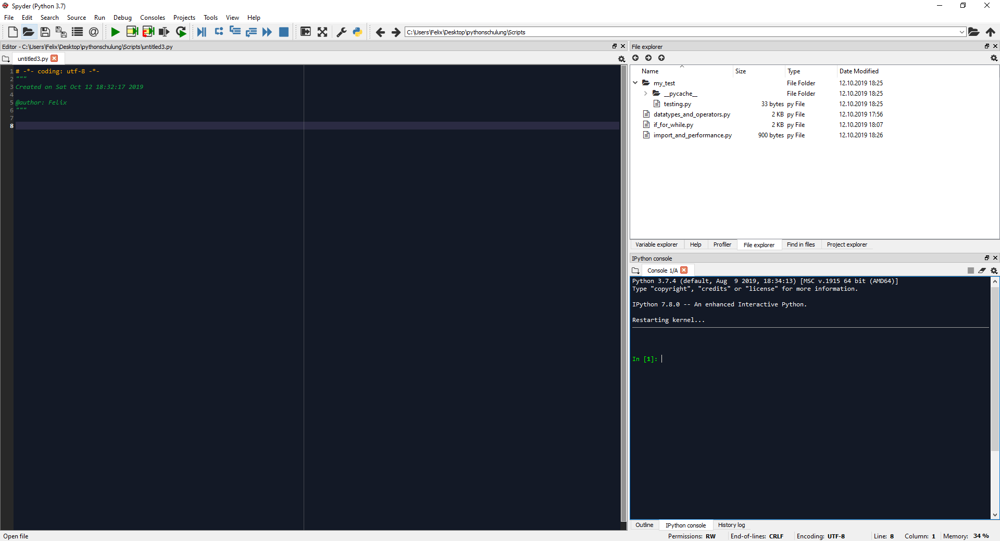 Spyder (Python 3.7)
File Edit Search Source Run Debug Consoles Projects Tools View Help
C:\Users\Felix\Desktop\pythonschulung\Scripts
Editor - C:\Users\Felix\Desktop\pythonschulung\Scripts\untitled3.py
untitled3.py
1 # -*- coding: utf-8 -*-
2 """
3 Created on Sat Oct 12 18:32:17 2019
4
5 @author: Felix
6 """
7
8
File explorer
Name Size Type Date Modified
my_test File Folder 12.10.2019 18:25
__pycache__ File Folder 12.10.2019 18:25
testing.py 33 bytes py File 12.10.2019 18:25
datatypes_and_operators.py 2 KB py File 12.10.2019 17:56
if_for_while.py 2 KB py File 12.10.2019 18:07
import_and_performance.py 900 bytes py File 12.10.2019 18:26
Variable explorer Help Profiler File explorer Find in files Project explorer
IPython console
Console 1/A
Python 3.7.4 (default, Aug  9 2019, 18:34:13) [MSC v.1915 64 bit (AMD64)]
Type "copyright", "credits" or "license" for more information.
IPython 7.8.0 -- An enhanced Interactive Python.
Restarting kernel...
In [1]:
Outline IPython console History log
Open file Permissions: RW End-of-lines: CRLF Encoding: UTF-8 Line: 8 Column: 1 Memory: 34 %